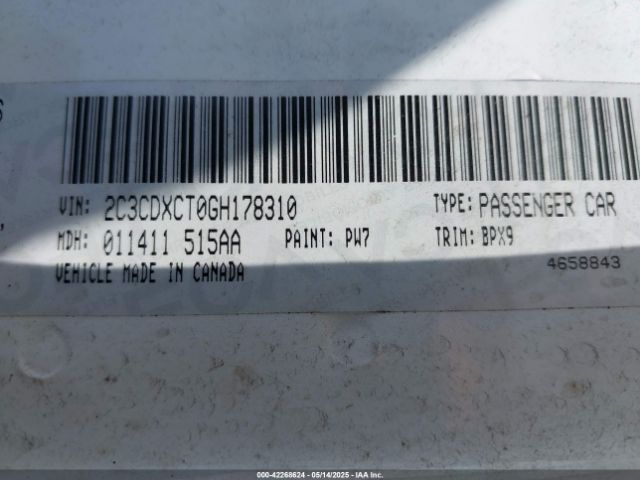 VIN: 2C3CDXCT0GH178310 TYPE: PASSENGER CAR
MDH: 011411 515AA PAINT: PW7 TRIM: BPX9
VEHICLE MADE IN CANADA 4658843
000-42268624 | 05/14/2025 - IAA Inc.